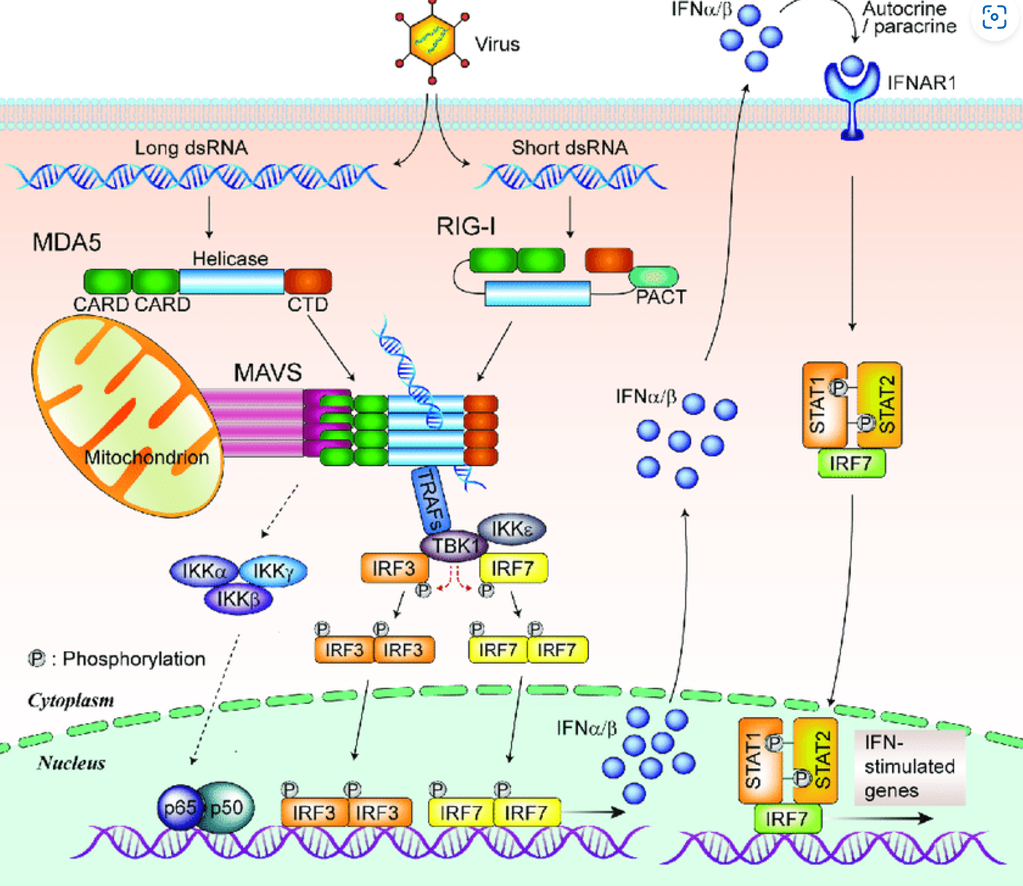 IFNα/β
Autocrine
/ paracrine
Virus
IFNAR1
Long dsRNA
Short dsRNA
MDA5
RIG-I
Helicase
CARD CARD
CTD
PACT
MAVS
IFNα/β
STAT1
P
STAT2
P
IRF7
Mitochondrion
TRAFs
IKKε
TBK1
IKKα
IKKγ
IKKβ
IRF3
IRF7
P
P
P
P
P
P
IRF3
IRF3
IRF7
IRF7
P : Phosphorylation
Cytoplasm
Nucleus
IFNα/β
STAT1
P
STAT2
P
IRF7
IFN-
stimulated
genes
p65
p50
P
P
P
P
IRF3
IRF3
IRF7
IRF7